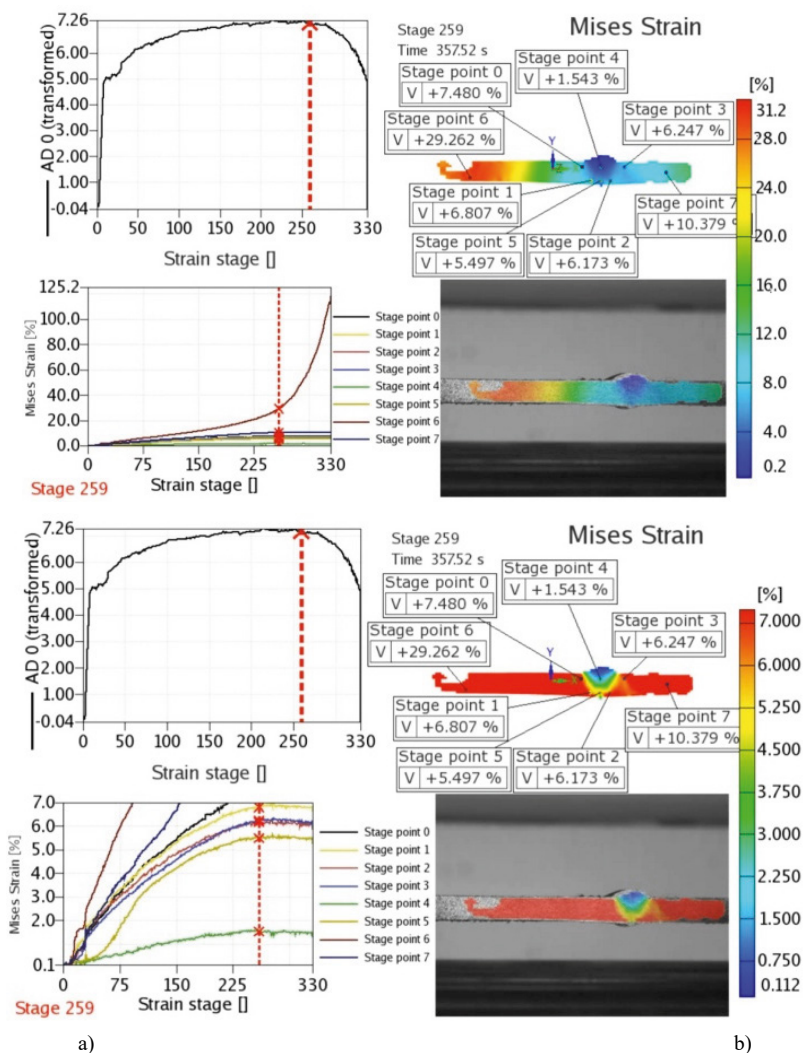 7.26
6.00
5.00
4.00
3.00
2.00
1.00
-0.04
AD 0 (transformed)
0 50 100 150 200 250 330
Strain stage []
Stage 259
Time 357.52 s
Mises Strain
Stage point 4
V +1.543 %
Stage point 0
V +7.480 %
Stage point 3
V +6.247 %
Stage point 6
V +29.262 %
Y
Stage point 1
V +6.807 %
Stage point 7
V +10.379 %
Stage point 5
V +5.497 %
Stage point 2
V +6.173 %
[%]
31.2
28.0
24.0
20.0
16.0
12.0
8.0
4.0
0.2
125.2
100.0
80.0
60.0
40.0
20.0
0.0
Mises Strain [%]
0 75 150 225 330
Strain stage []
Stage 259
Stage point 0
Stage point 1
Stage point 2
Stage point 3
Stage point 4
Stage point 5
Stage point 6
Stage point 7
7.26
6.00
5.00
4.00
3.00
2.00
1.00
-0.04
AD 0 (transformed)
0 50 100 150 200 250 330
Strain stage []
Stage 259
Time 357.52 s
Mises Strain
Stage point 4
V +1.543 %
Stage point 0
V +7.480 %
Stage point 3
V +6.247 %
Stage point 6
V +29.262 %
Y
Stage point 1
V +6.807 %
Stage point 7
V +10.379 %
Stage point 5
V +5.497 %
Stage point 2
V +6.173 %
[%]
7.000
6.000
5.250
4.500
3.750
3.000
2.250
1.500
0.750
0.112
7.0
6.0
5.0
4.0
3.0
2.0
0.1
Mises Strain [%]
75 150 225 330
Strain stage []
Stage 259
Stage point 0
Stage point 1
Stage point 2
Stage point 3
Stage point 4
Stage point 5
Stage point 6
Stage point 7
a) b)